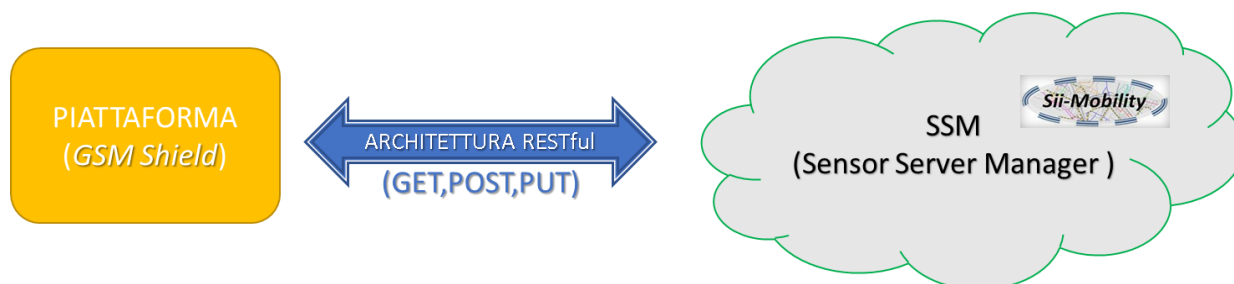 PIATTAFORMA
(GSM Shield)
ARCHITETTURA RESTful
(GET,POST,PUT)
Sii-Mobility
SSM
(Sensor Server Manager )